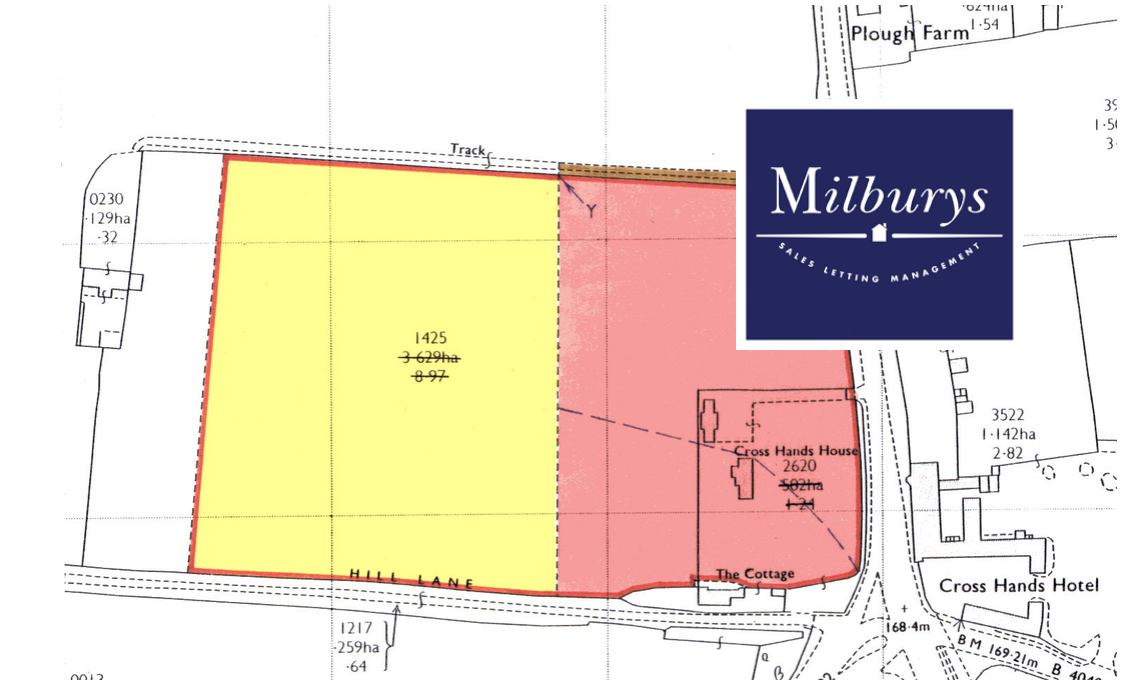 ·624ha
1·54
Plough Farm
Track
Milburys
SALES LETTING MANAGEMENT
Y
0230
·129ha
·32
1425
3 629ha
8·97
Cross Hands House
2620
502ha
1·24
3522
1·142ha
2·82
HILL LANE
The Cottage
Cross Hands Hotel
168·4m
1217
·259ha
·64
BM 169·21m
B